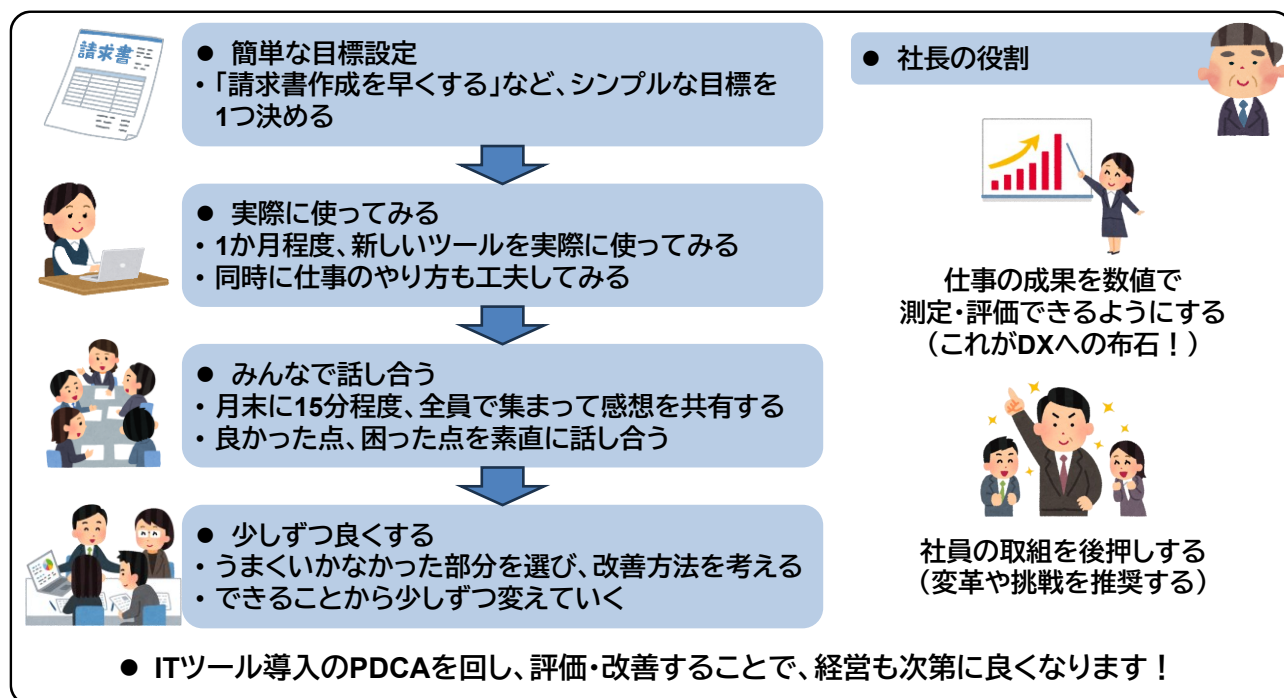 請求書
● 簡単な目標設定
・「請求書作成を早くする」など、シンプルな目標を
1つ決める
● 実際に使ってみる
・1か月程度、新しいツールを実際に使ってみる
・同時に仕事のやり方も工夫してみる
● みんなで話し合う
・月末に15分程度、全員で集まって感想を共有する
・良かった点、困った点を素直に話し合う
● 少しずつ良くする
・うまくいかなかった部分を選び、改善方法を考える
・できることから少しずつ変えていく
● 社長の役割
仕事の成果を数値で
測定・評価できるようにする
（これがDXへの布石！）
社員の取組を後押しする
（変革や挑戦を推奨する）
● ITツール導入のPDCAを回し、評価・改善することで、経営も次第に良くなります！